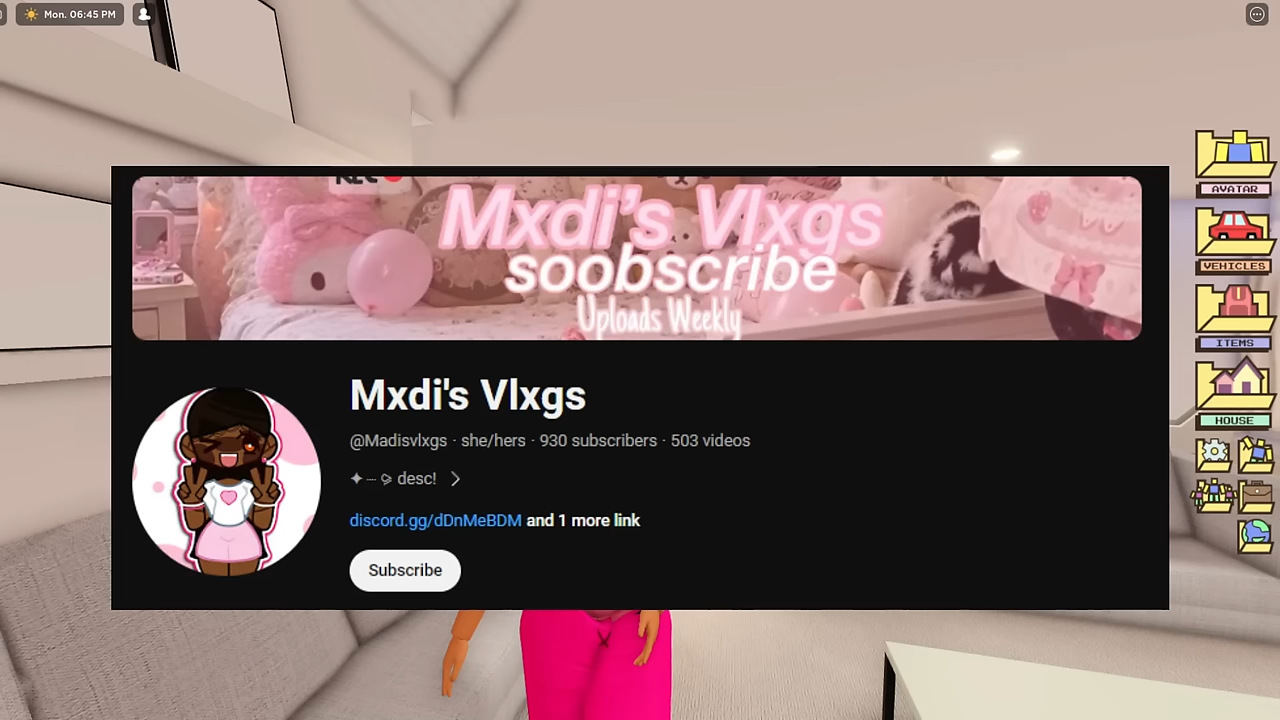 Mon. 06:45 PM
REC
Mxdi's Vlxgs
soobscribe
Uploads Weekly
Mxdi's Vlxgs
@Madisvlxgs · she/hers · 930 subscribers · 503 videos
✦ ┈ desc! >
discord.gg/dDnMeBDM and 1 more link
Subscribe
AVATAR
VEHICLES
ITEMS
HOUSE